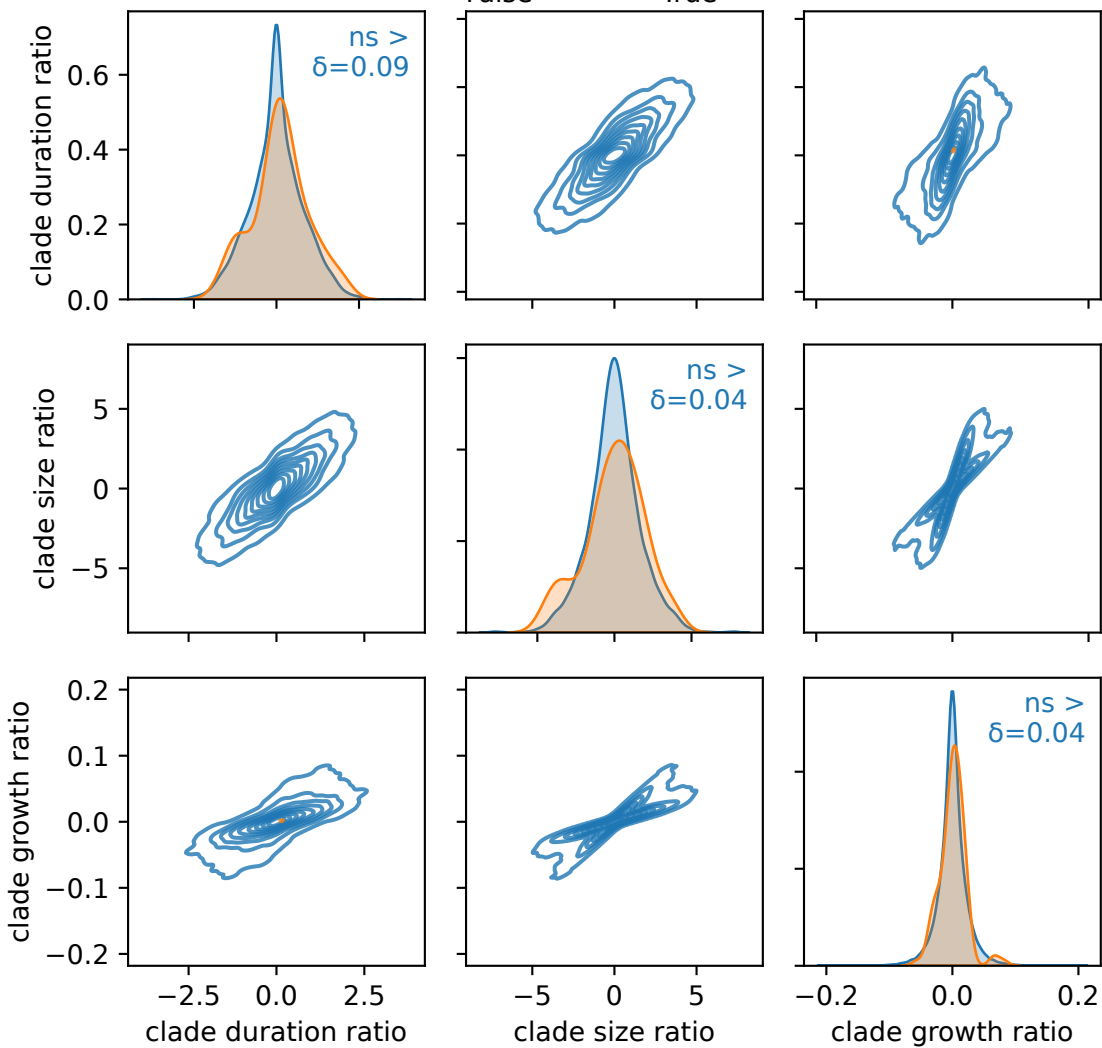 clade duration ratio
0.0
0.2
0.4
0.6
ns >
δ=0.09
clade size ratio
5
0
−5
ns >
δ=0.04
clade growth ratio
0.2
0.1
0.0
−0.1
−0.2
ns >
δ=0.04
−2.5 0.0 2.5
−5 0 5
−0.2 0.0 0.2
clade duration ratio
clade size ratio
clade growth ratio